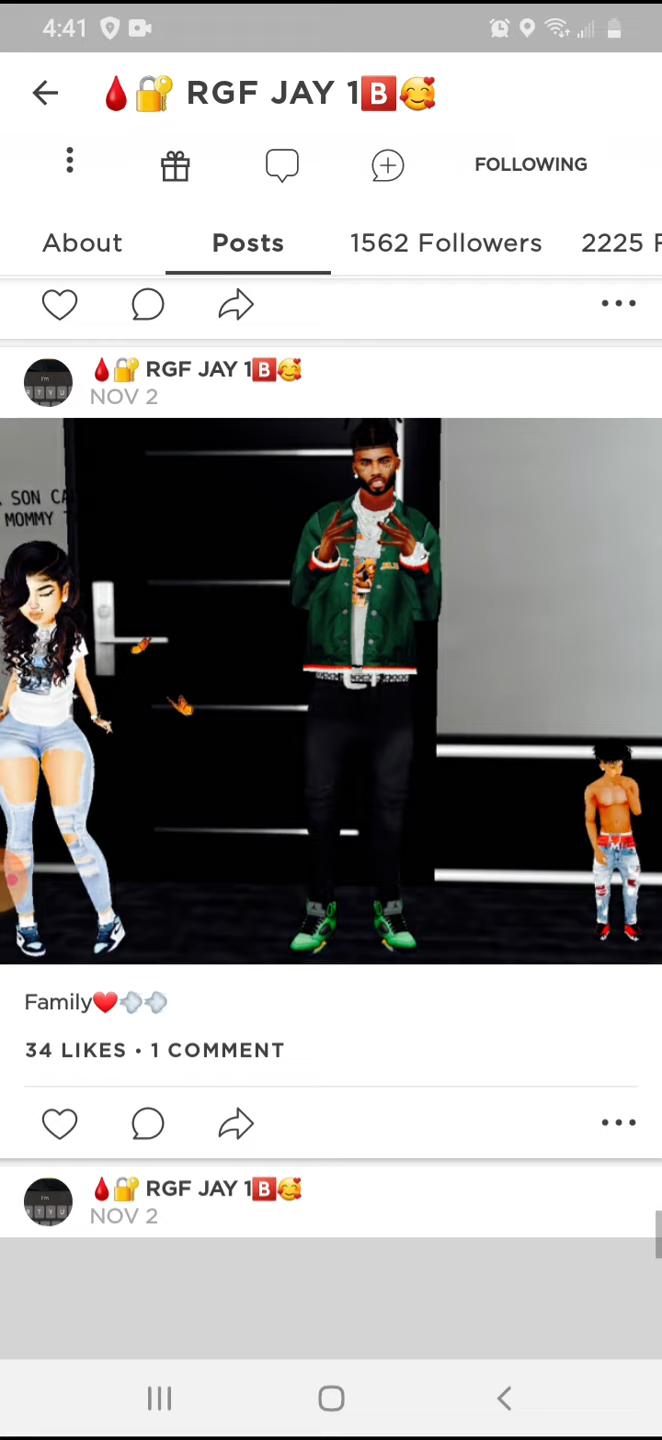 4:41
🩸🔐 RGF JAY 1🅱️🥰
FOLLOWING
About Posts 1562 Followers 2225 F
🩸🔐 RGF JAY 1🅱️🥰
NOV 2
SON CA
MOMMY
Family❤️💨💨
34 LIKES • 1 COMMENT
🩸🔐 RGF JAY 1🅱️🥰
NOV 2